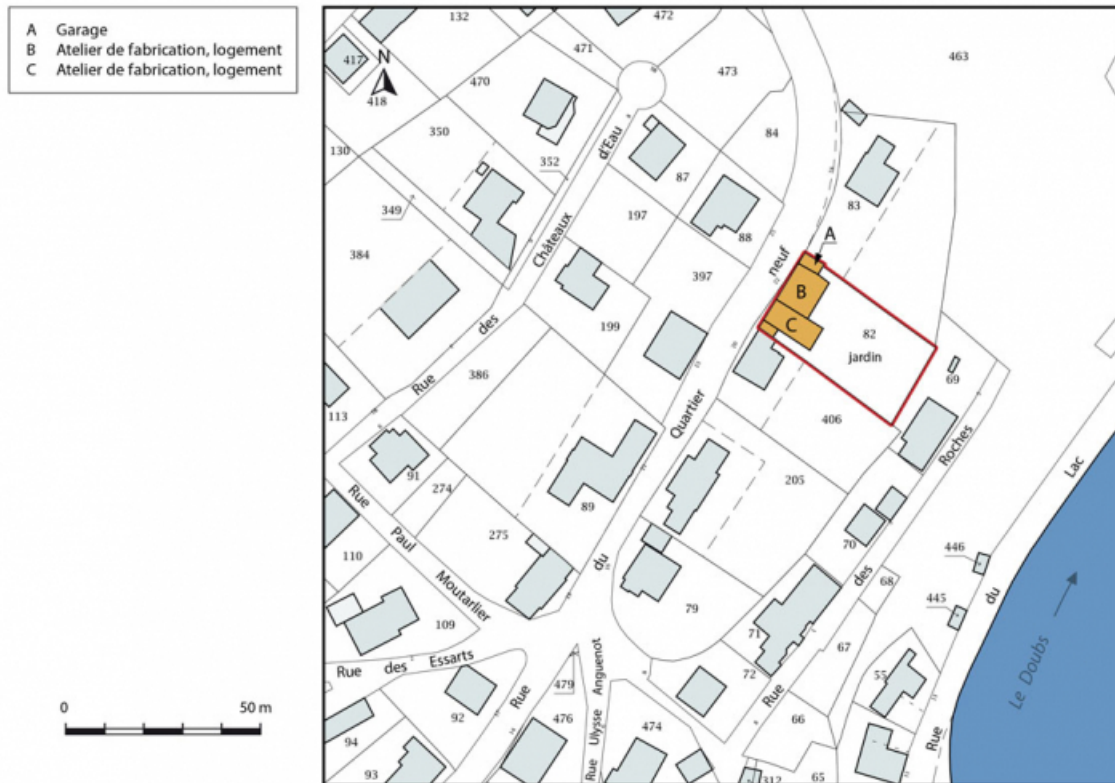 A Garage
B Atelier de fabrication, logement
C Atelier de fabrication, logement
N
132
472
417
471
463
418
470
473
130
350
352
d'Eau
84
87
83
349
197
88
A
384
Châteaux
neuf
397
B
des
C
82
199
jardin
386
69
Rue
Quartier
406
113
Roches
91
Lac
274
205
Rue
89
275
Paul
70
446
110
du
des
du
68
Moutarlier
79
445
109
71
67
Rue des Essarts
Anguenot
72
55
Rue
479
Rue
Le Doubs
92
476
Rue Ulysse
474
66
Rue
94
93
312
65
0 50 m